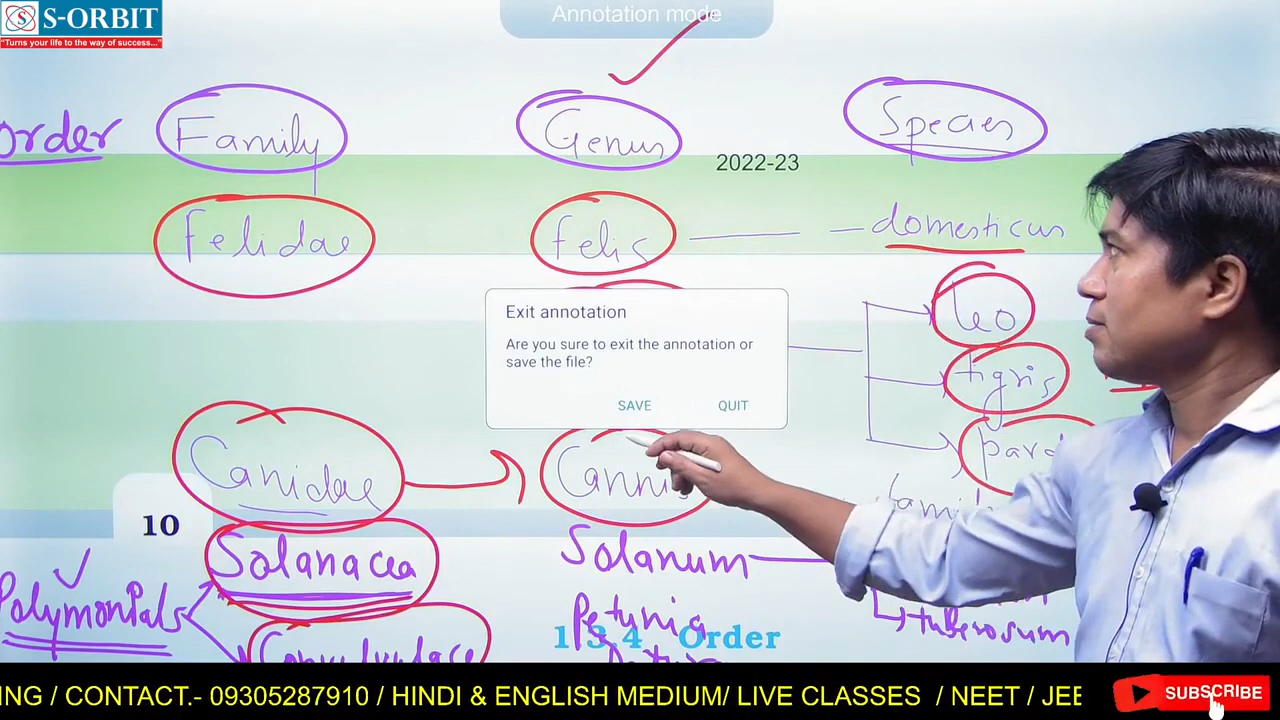 S-ORBIT
"Turns your life to the way of success..."
Annotation mode
order Family Genus Species
2022-23
Felidae Felis domesticus
Leo
Exit annotation
Are you sure to exit the annotation or
save the file?
tigris
SAVE QUIT
Canidae Cannis
10
Solanacea Solanum
Polymonials Petunia tuberosum
1.3.4 Order
Convulvulace
ING / CONTACT.- 09305287910 / HINDI & ENGLISH MEDIUM/ LIVE CLASSES / NEET / JEE
SUBSCRIBE